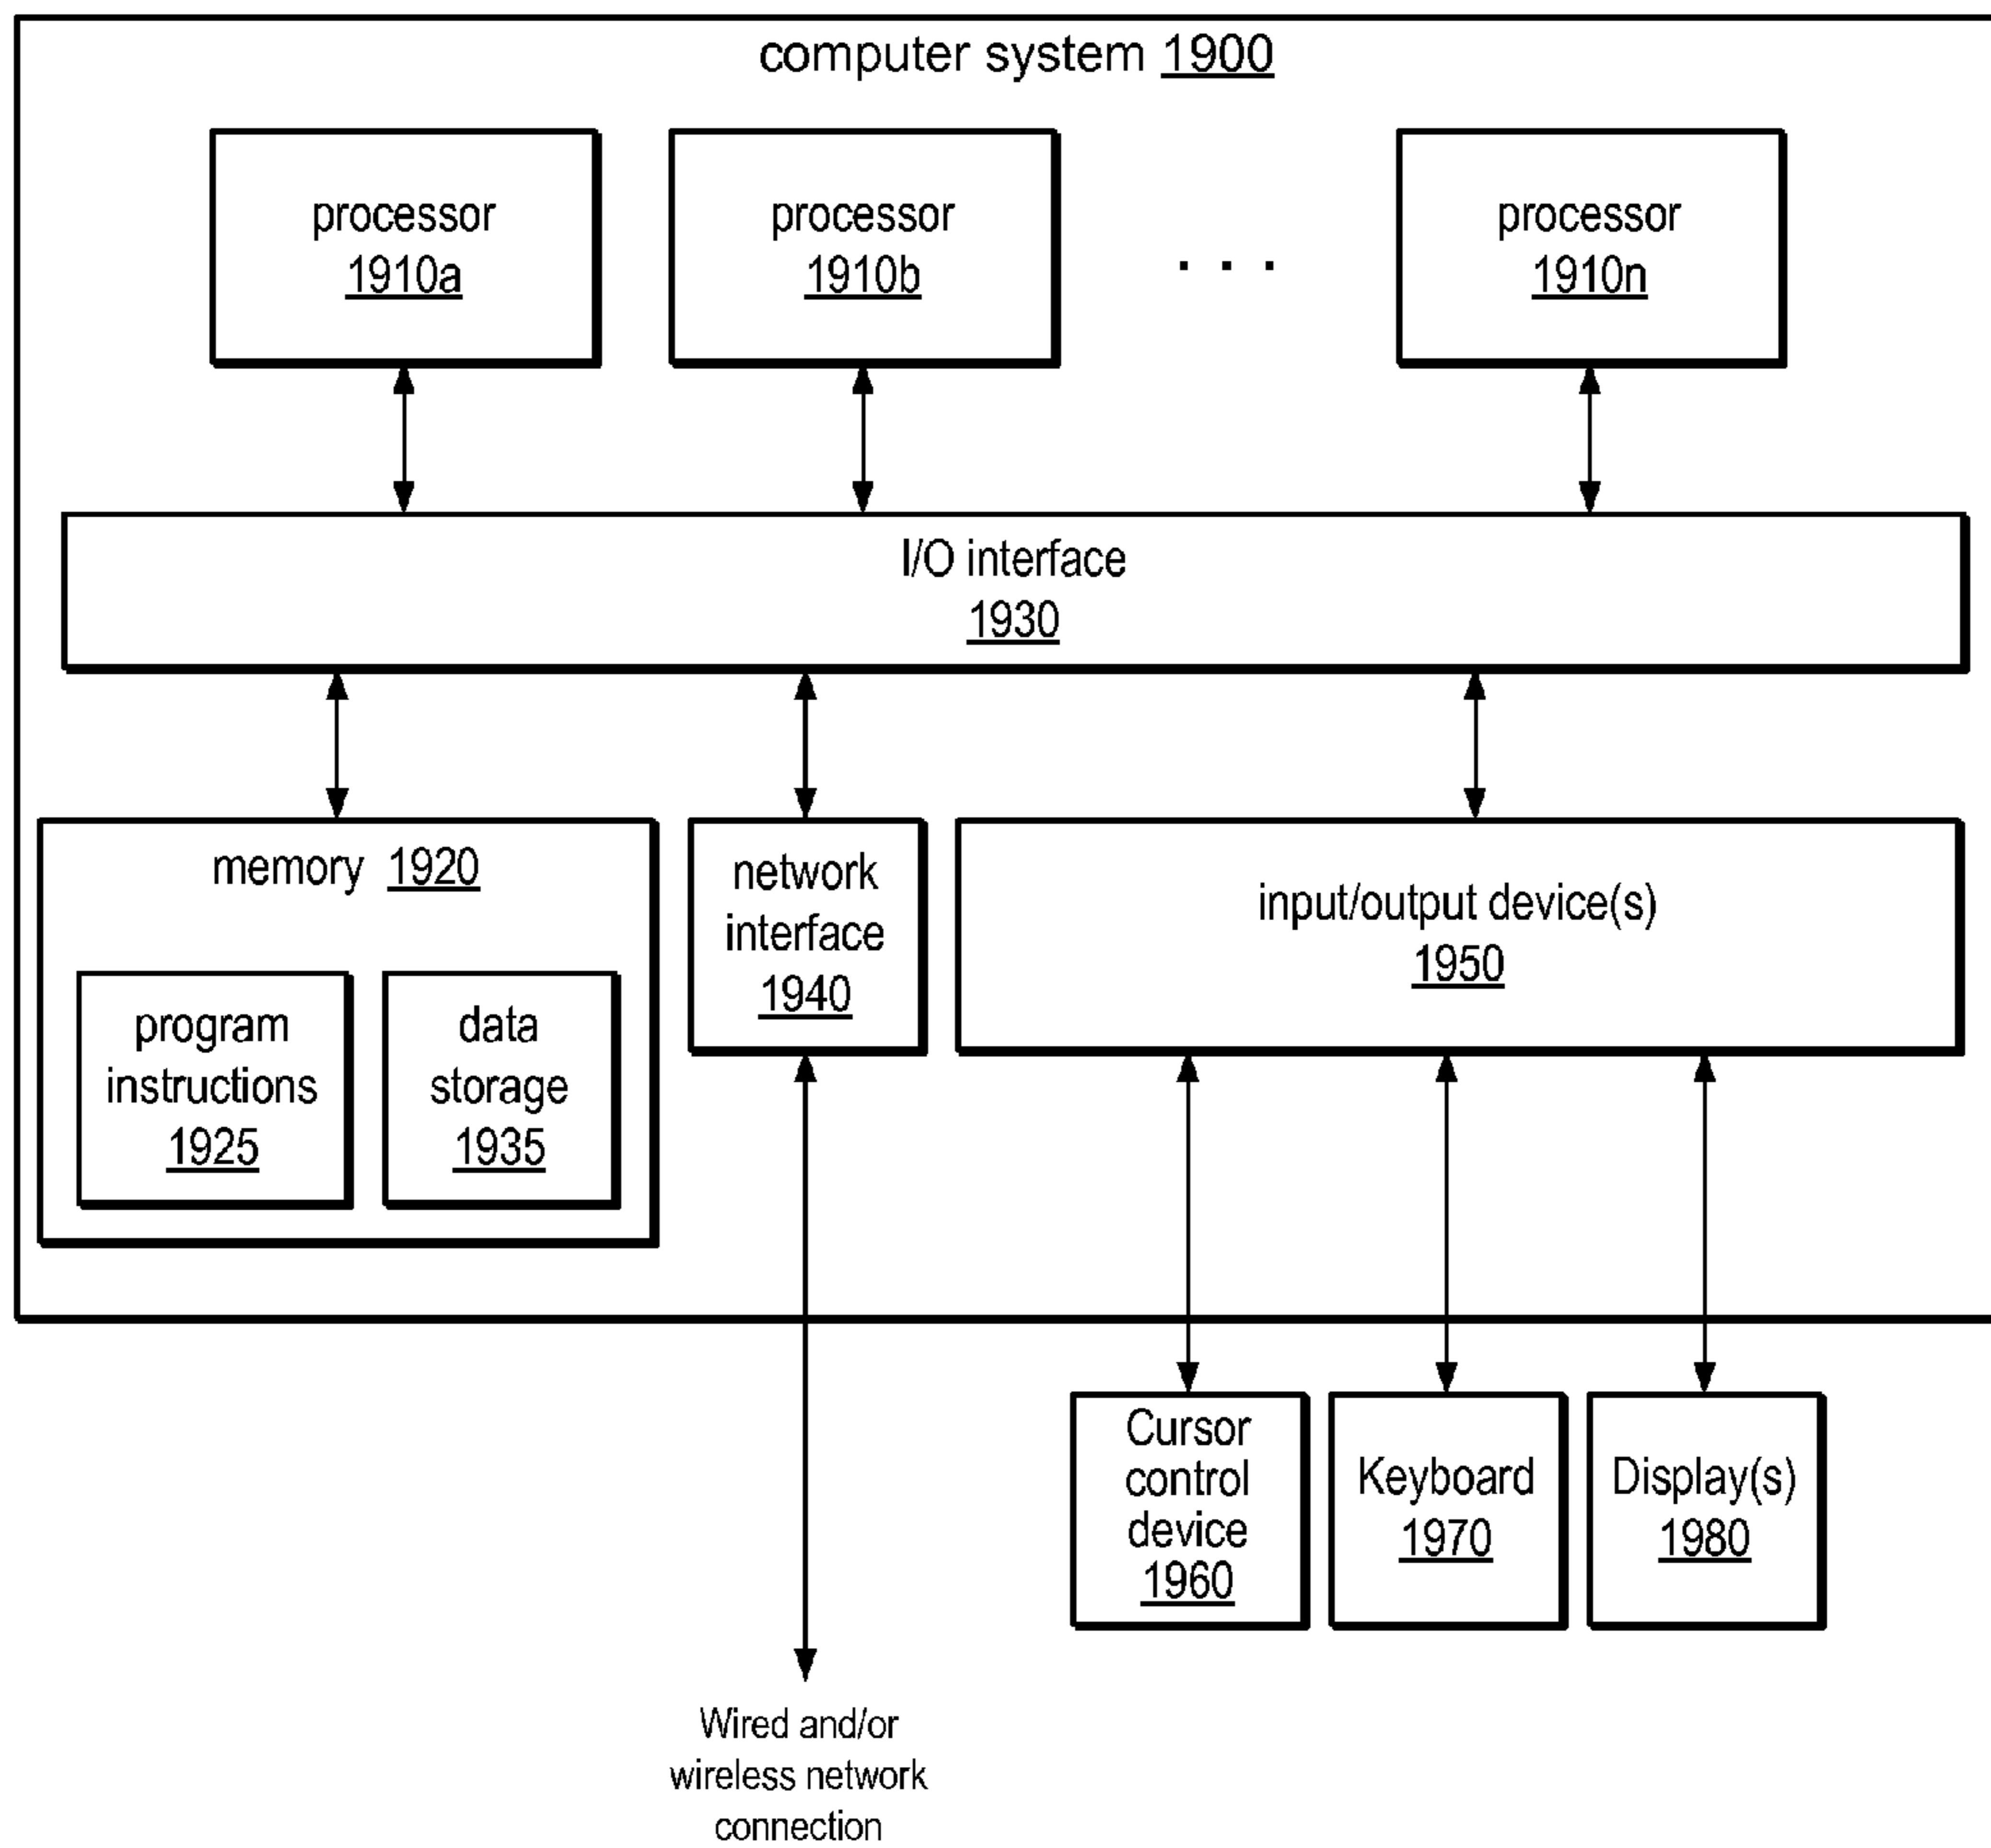 computer system 1900
processor
1910a
processor
1910b
. . .
processor
1910n
I/O interface
1930
memory 1920
program
instructions
1925
data
storage
1935
network
interface
1940
input/output device(s)
1950
Cursor
control
device
1960
Keyboard
1970
Display(s)
1980
Wired and/or
wireless network
connection